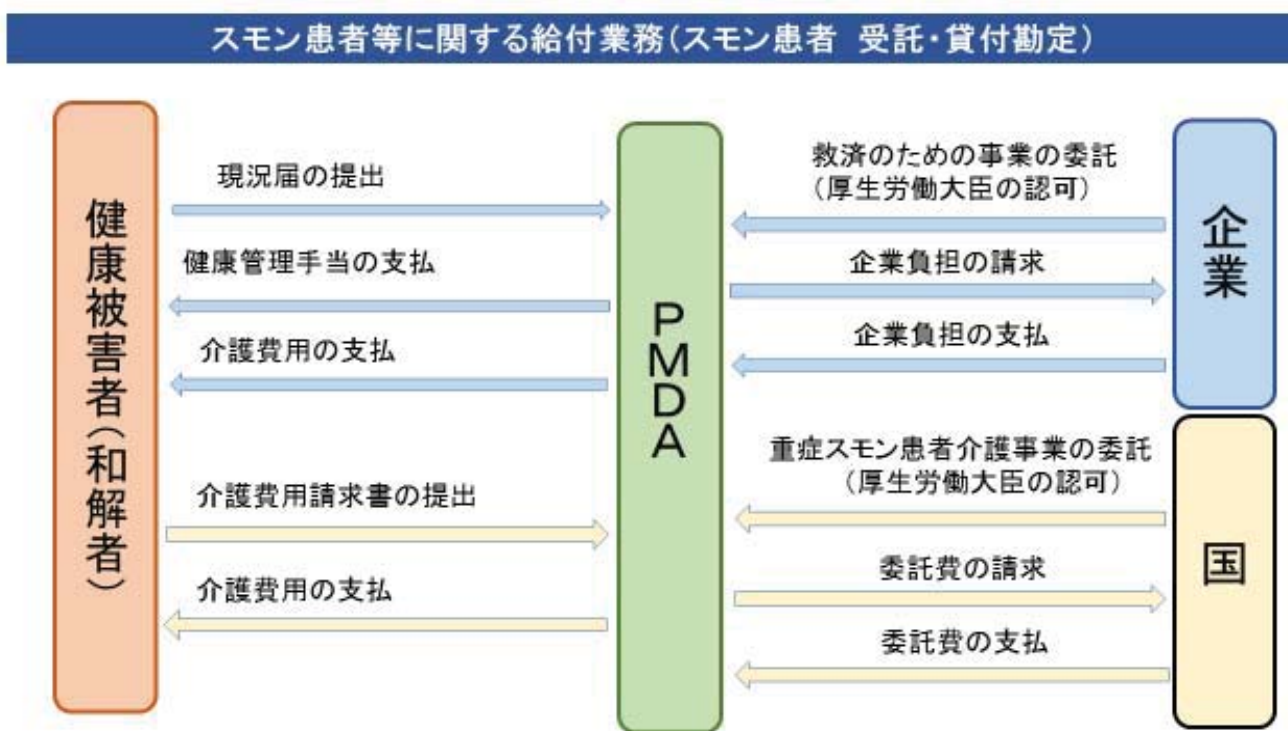 スモン患者等に関する給付業務(スモン患者 受託・貸付勘定)
健康被害者(和解者)
現況届の提出
健康管理手当の支払
介護費用の支払
介護費用請求書の提出
介護費用の支払
PMDA
救済のための事業の委託
(厚生労働大臣の認可)
企業負担の請求
企業負担の支払
重症スモン患者介護事業の委託
(厚生労働大臣の認可)
委託費の請求
委託費の支払
企業
国